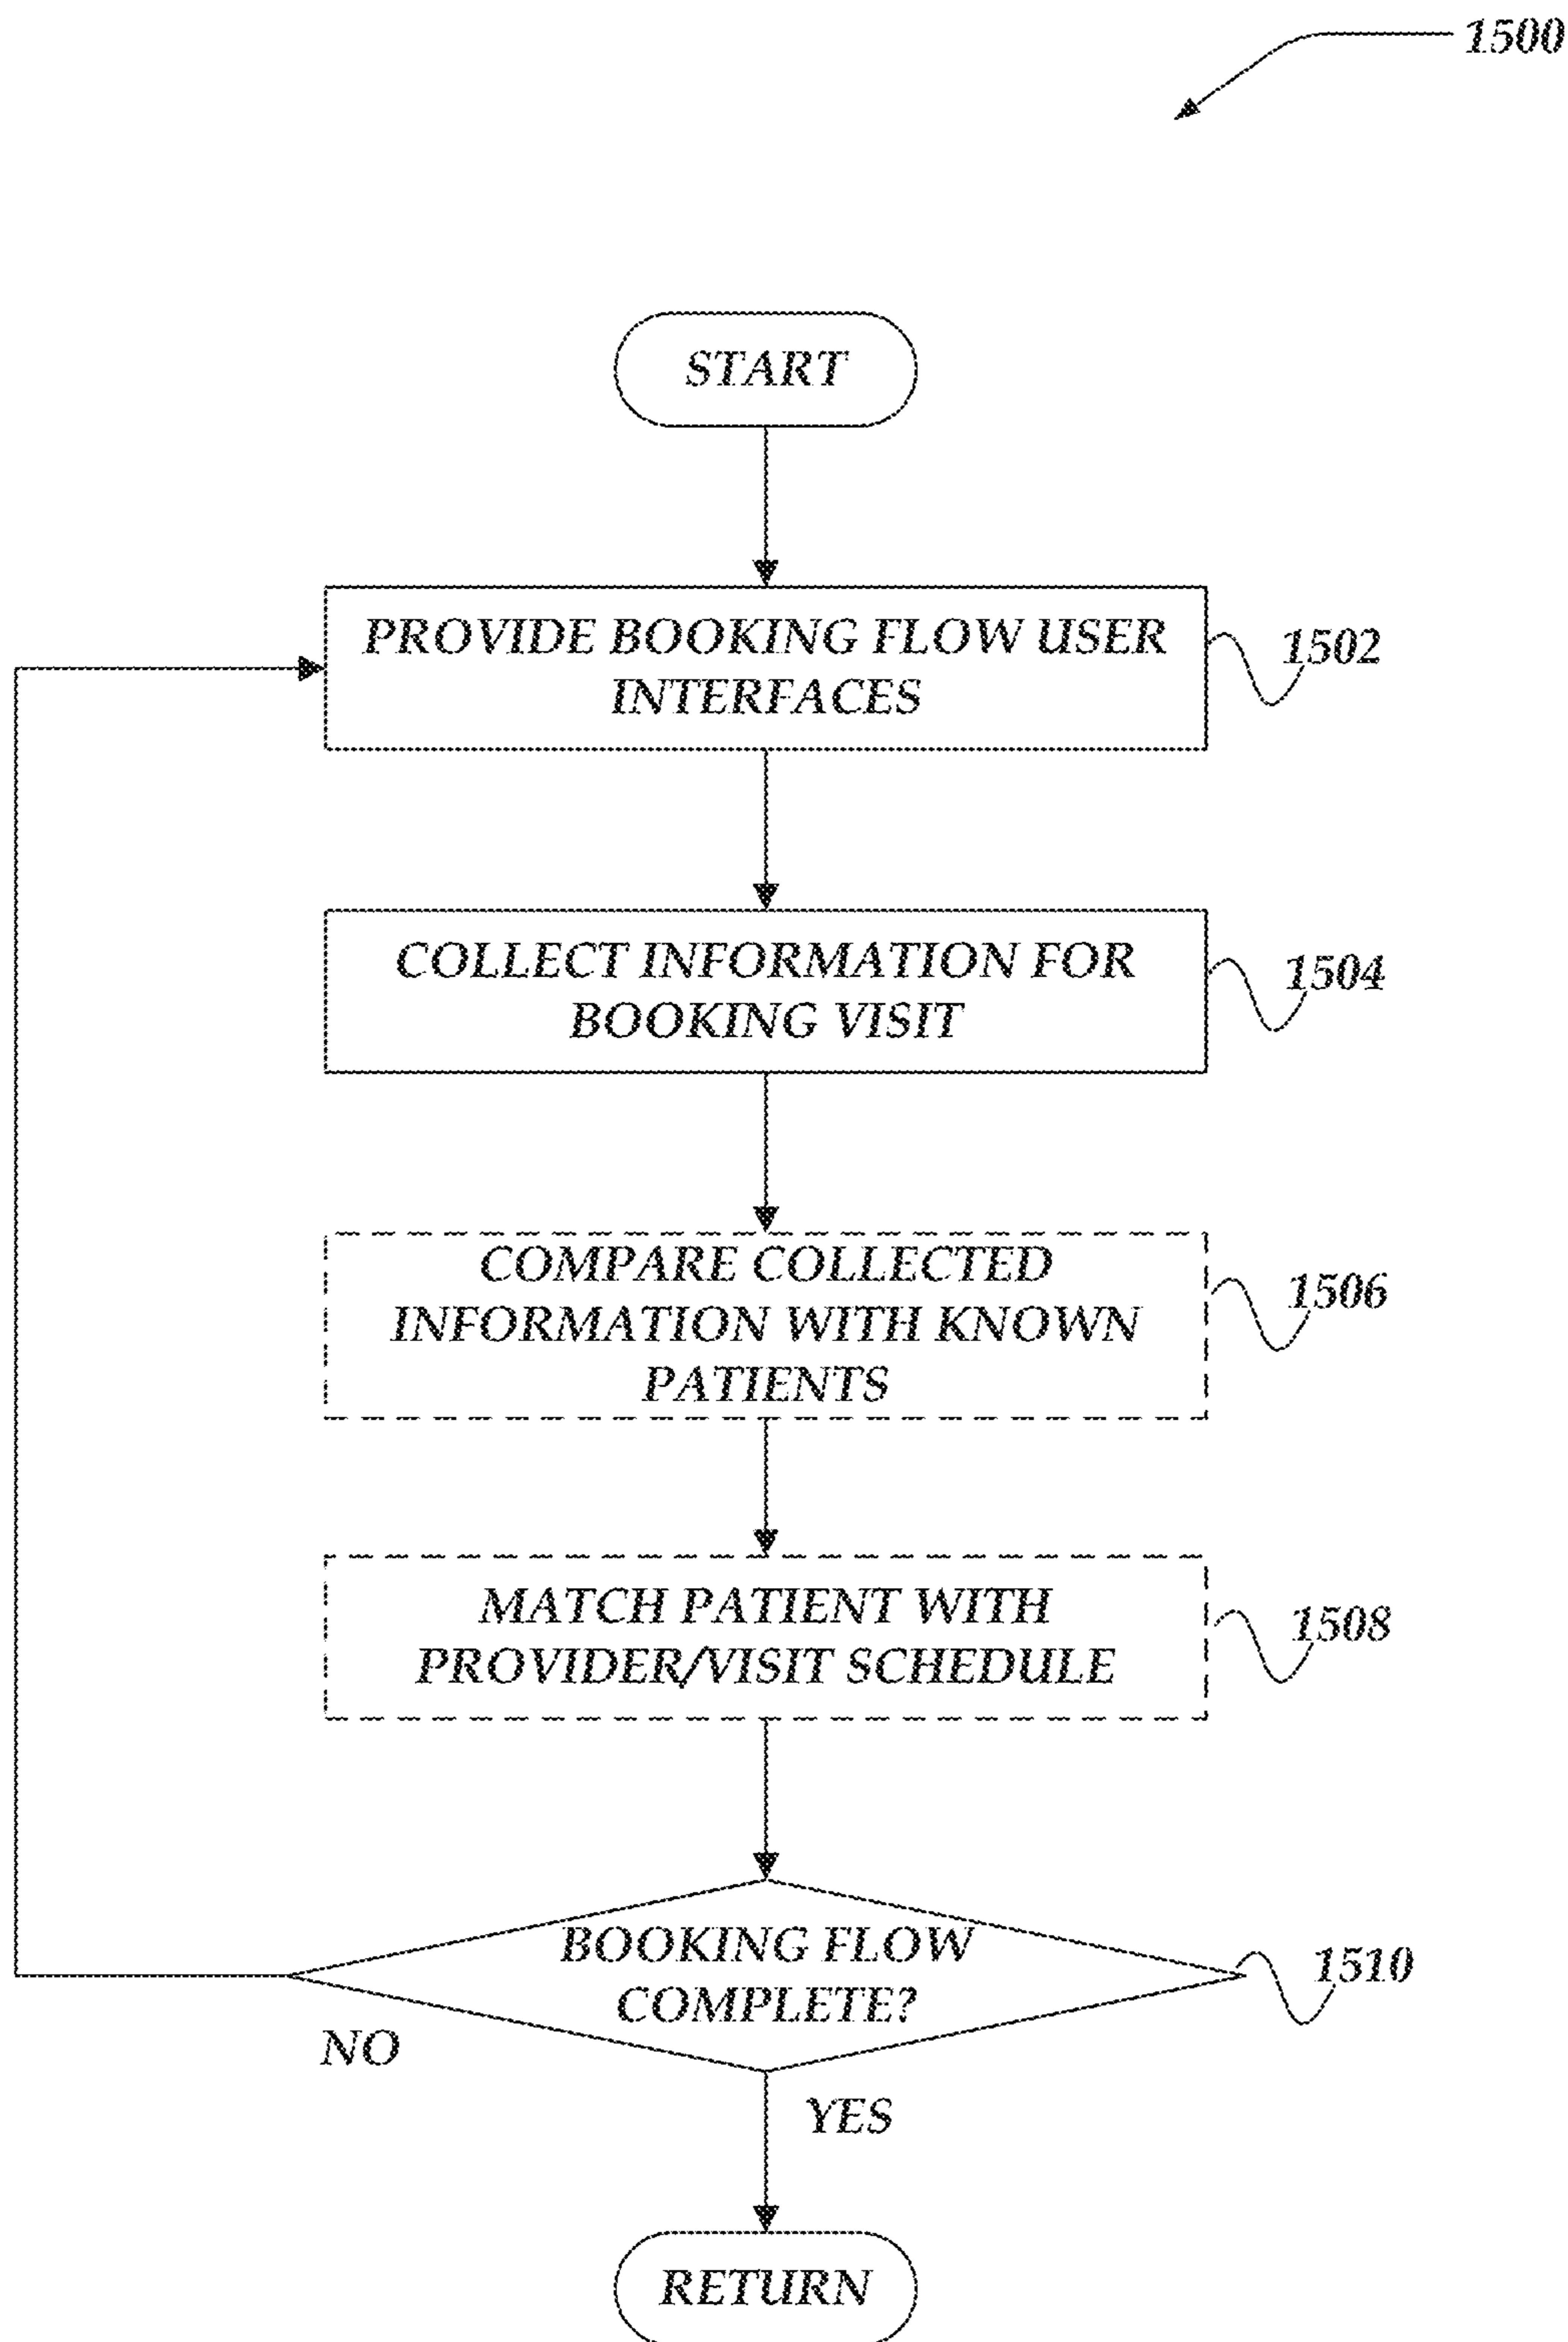 1500
START
PROVIDE BOOKING FLOW USER
INTERFACES
1502
COLLECT INFORMATION FOR
BOOKING VISIT
1504
COMPARE COLLECTED
INFORMATION WITH KNOWN
PATIENTS
1506
MATCH PATIENT WITH
PROVIDER/VISIT SCHEDULE
1508
BOOKING FLOW
COMPLETE?
1510
NO
YES
RETURN